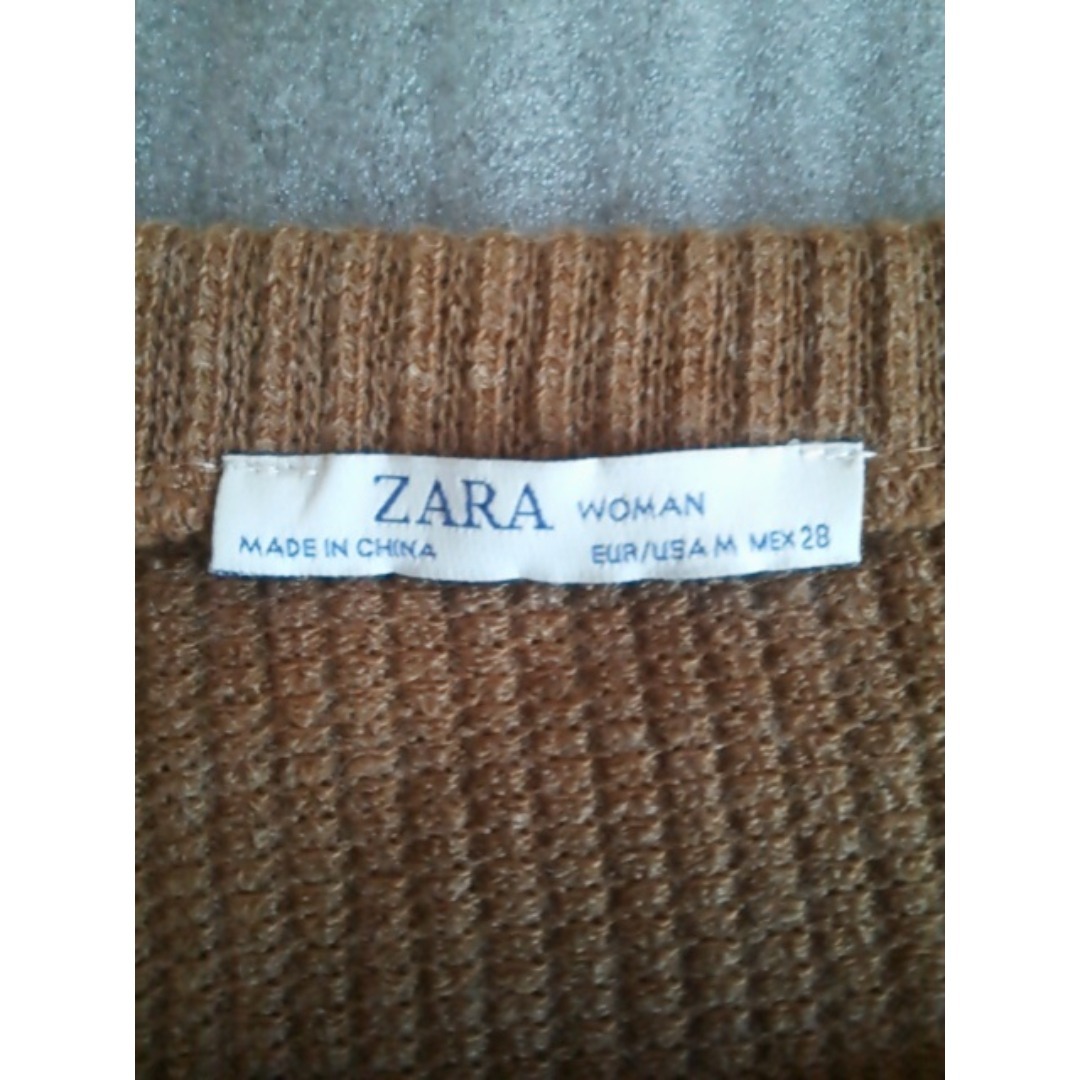 ZARA WOMAN
MADE IN CHINA EUR/USA M MEX 28